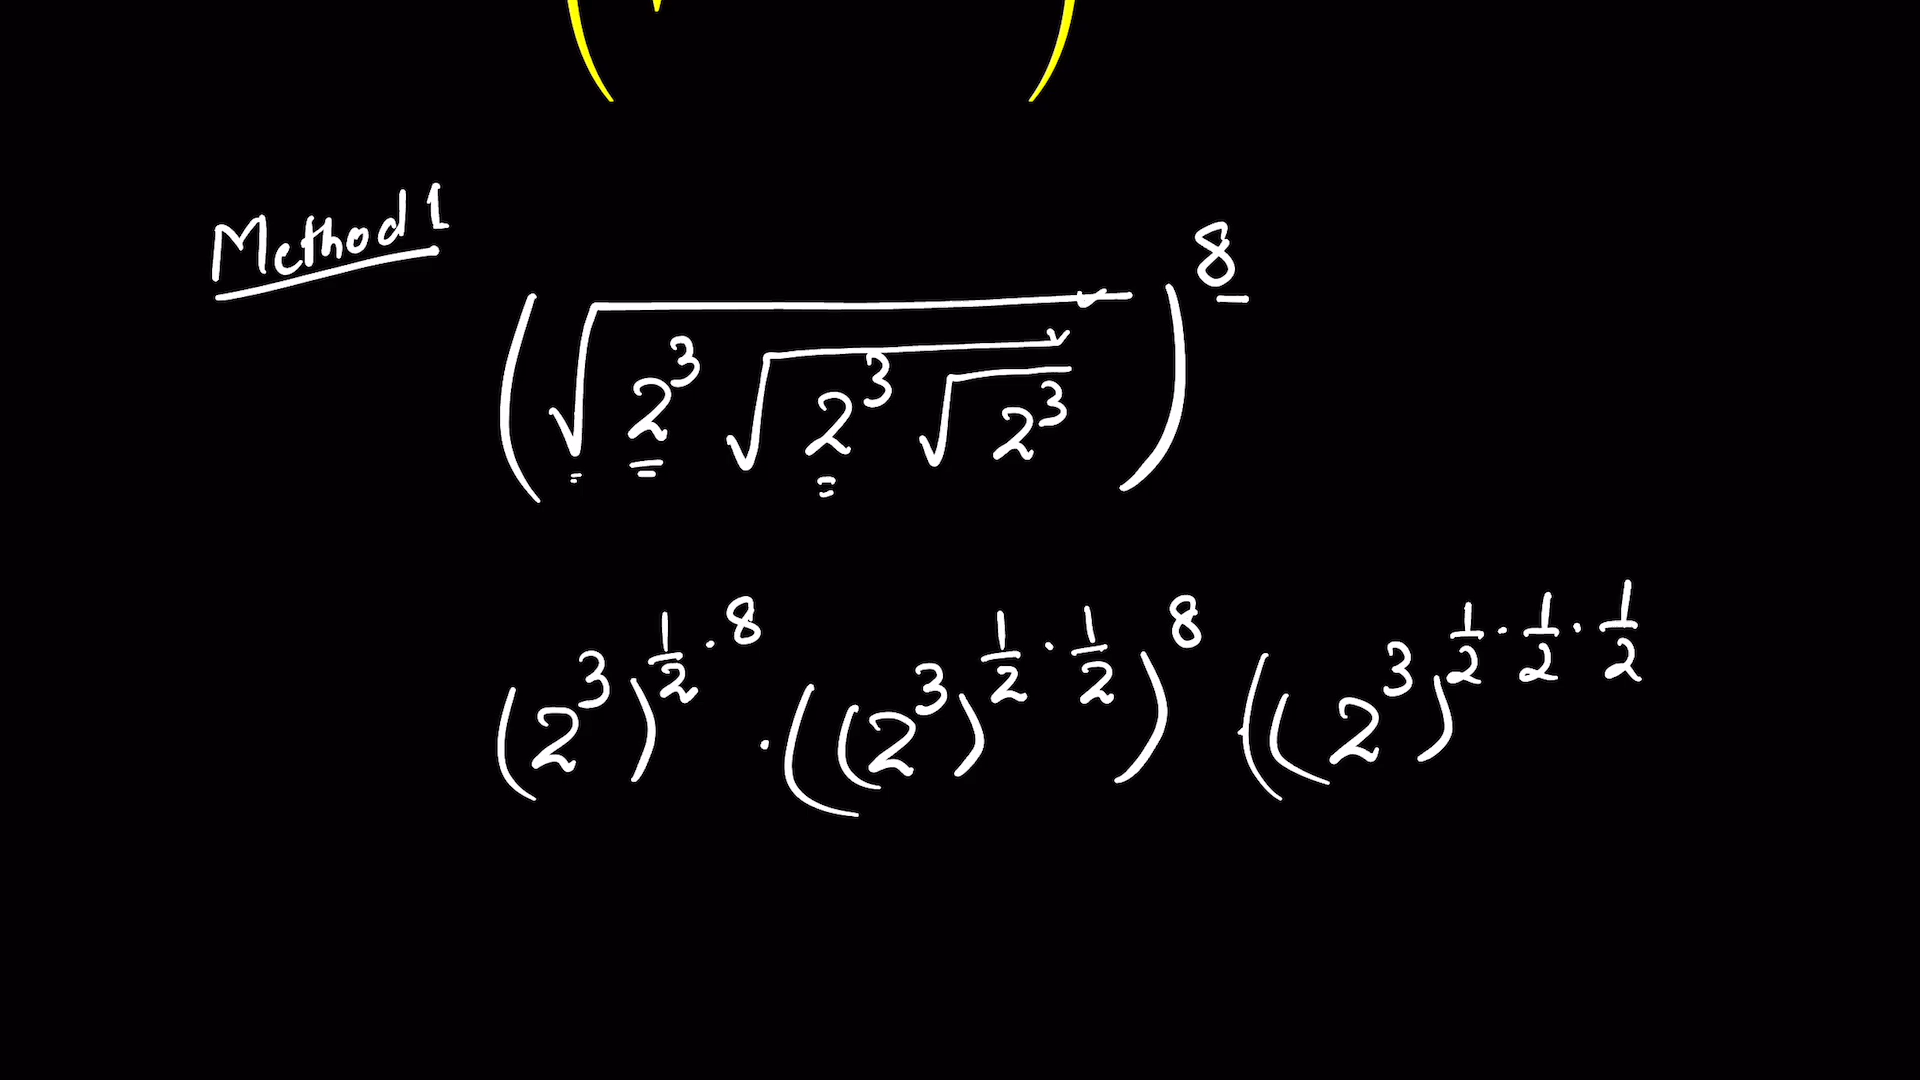 Method 1
(√(2³ √(2³ √(2³))))⁸
(2³)^(1/2 · 8) · ((2³)^(1/2 · 1/2))⁸ ((2³)^(1/2 · 1/2 · 1/2)